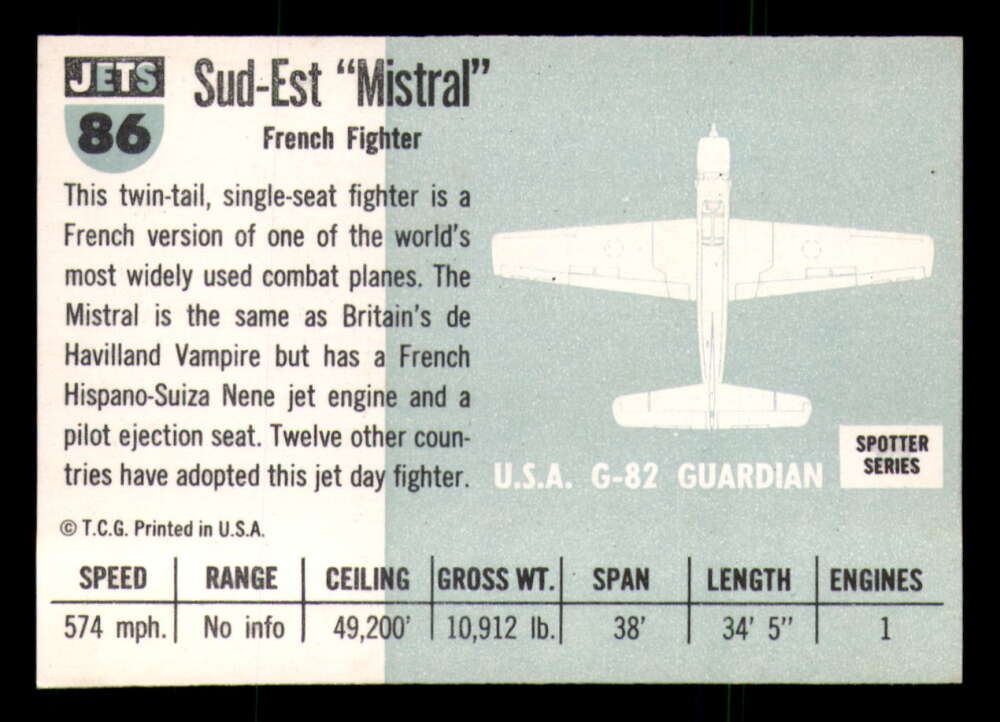 JETS
86
Sud-Est “Mistral”
French Fighter
This twin-tail, single-seat fighter is a
French version of one of the world's
most widely used combat planes. The
Mistral is the same as Britain's de
Havilland Vampire but has a French
Hispano-Suiza Nene jet engine and a
pilot ejection seat. Twelve other coun-
tries have adopted this jet day fighter.
© T.C.G. Printed in U.S.A.
U.S.A. G-82 GUARDIAN
SPOTTER
SERIES
SPEED RANGE CEILING GROSS WT. SPAN LENGTH ENGINES
574 mph. No info 49,200' 10,912 lb. 38' 34' 5" 1